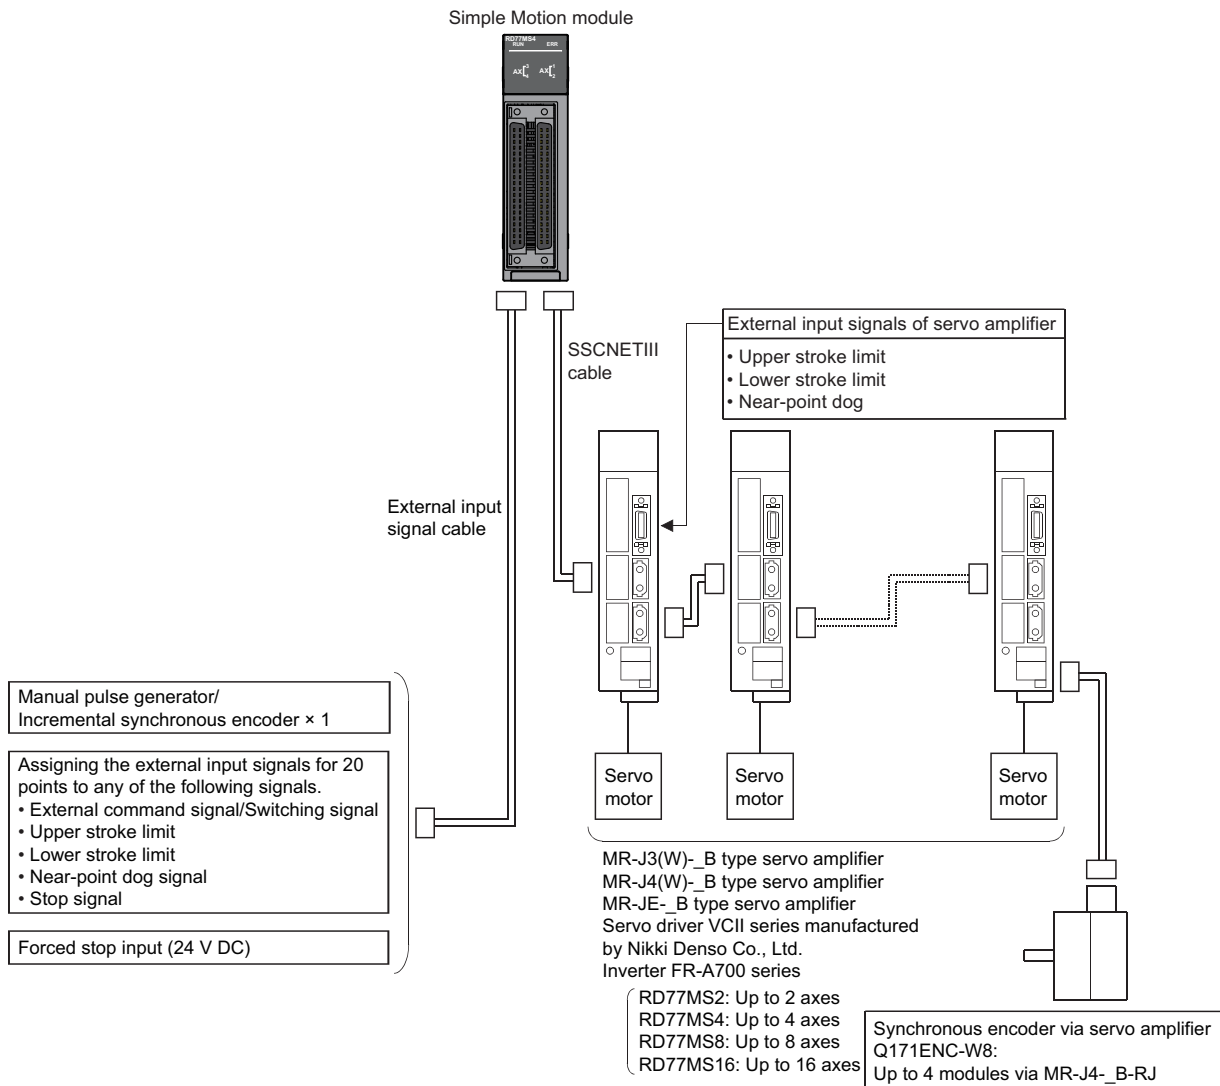 Simple Motion module
RD77MS4
RUN ERR
AX 3 4 AX 1 2
SSCNETIII
cable
External input signals of servo amplifier
• Upper stroke limit
• Lower stroke limit
• Near-point dog
External input
signal cable
Manual pulse generator/
Incremental synchronous encoder × 1
Assigning the external input signals for 20
points to any of the following signals.
• External command signal/Switching signal
• Upper stroke limit
• Lower stroke limit
• Near-point dog signal
• Stop signal
Forced stop input (24 V DC)
Servo
motor
Servo
motor
Servo
motor
MR-J3(W)-_B type servo amplifier
MR-J4(W)-_B type servo amplifier
MR-JE-_B type servo amplifier
Servo driver VCII series manufactured
by Nikki Denso Co., Ltd.
Inverter FR-A700 series
RD77MS2: Up to 2 axes
RD77MS4: Up to 4 axes
RD77MS8: Up to 8 axes
RD77MS16: Up to 16 axes
Synchronous encoder via servo amplifier
Q171ENC-W8:
Up to 4 modules via MR-J4-_B-RJ